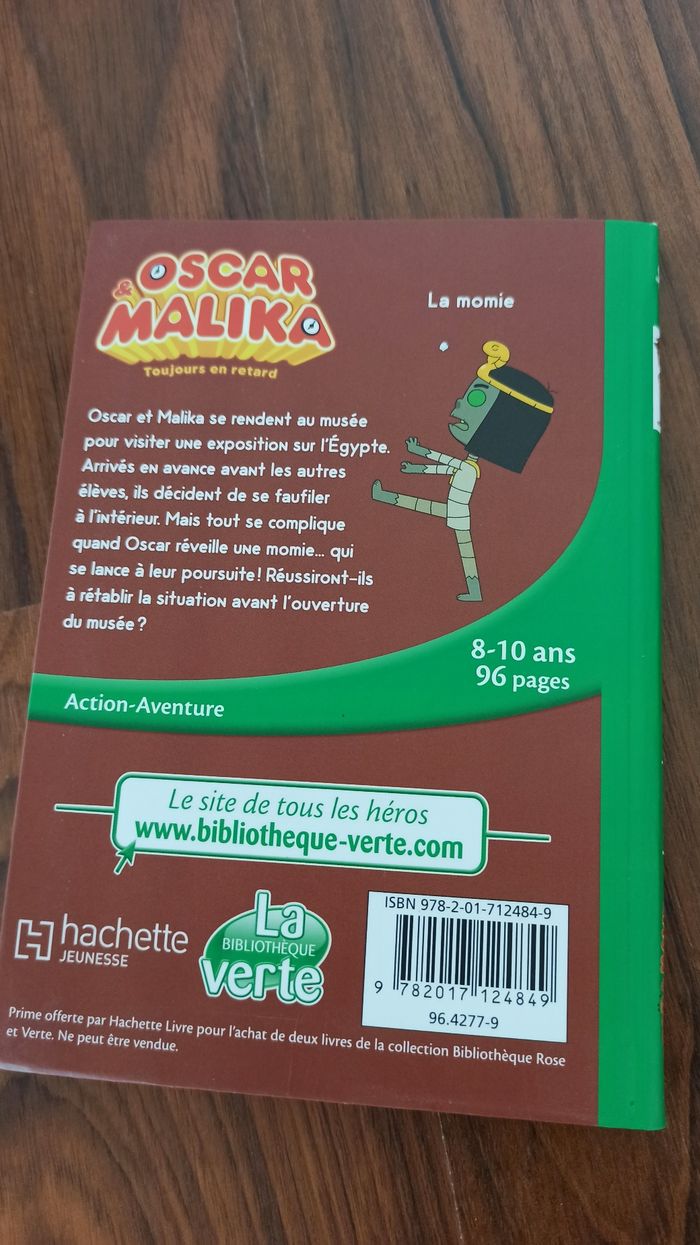 OSCAR
& MALIKA
Toujours en retard
La momie
Oscar et Malika se rendent au musée
pour visiter une exposition sur l'Égypte.
Arrivés en avance avant les autres
élèves, ils décident de se faufiler
à l'intérieur. Mais tout se complique
quand Oscar réveille une momie... qui
se lance à leur poursuite ! Réussiront-ils
à rétablir la situation avant l'ouverture
du musée ?
8-10 ans
96 pages
Action-Aventure
Le site de tous les héros
www.bibliotheque-verte.com
hachette
JEUNESSE
La
BIBLIOTHÈQUE
verte
ISBN 978-2-01-712484-9
9 782017 124849
96.4277-9
Prime offerte par Hachette Livre pour l'achat de deux livres de la collection Bibliothèque Rose
et Verte. Ne peut être vendue.